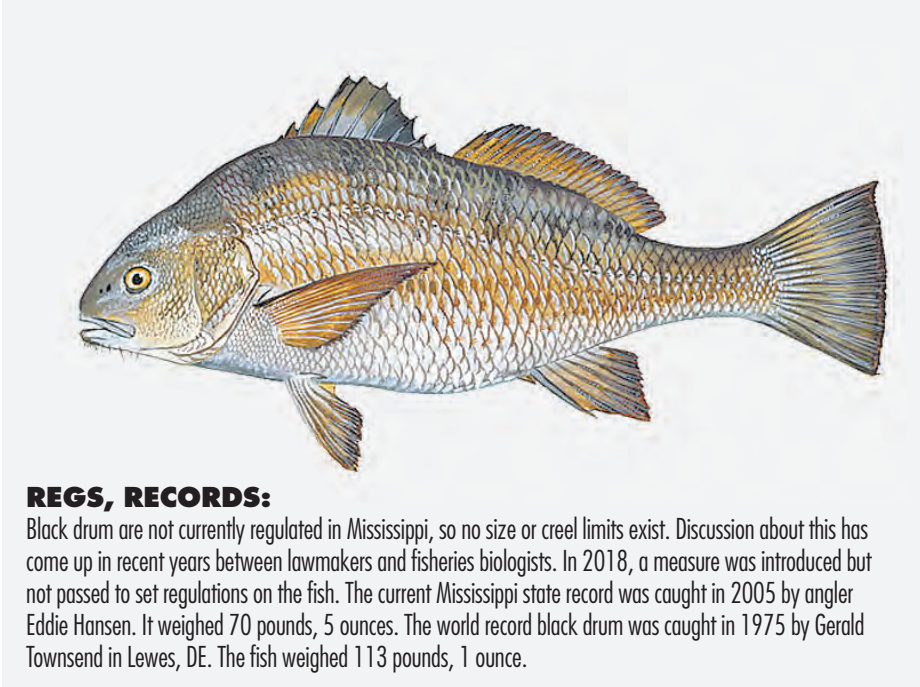 REGS, RECORDS:
Black drum are not currently regulated in Mississippi, so no size or creel limits exist. Discussion about this has
come up in recent years between lawmakers and fisheries biologists. In 2018, a measure was introduced but
not passed to set regulations on the fish. The current Mississippi state record was caught in 2005 by angler
Eddie Hansen. It weighed 70 pounds, 5 ounces. The world record black drum was caught in 1975 by Gerald
Townsend in Lewes, DE. The fish weighed 113 pounds, 1 ounce.